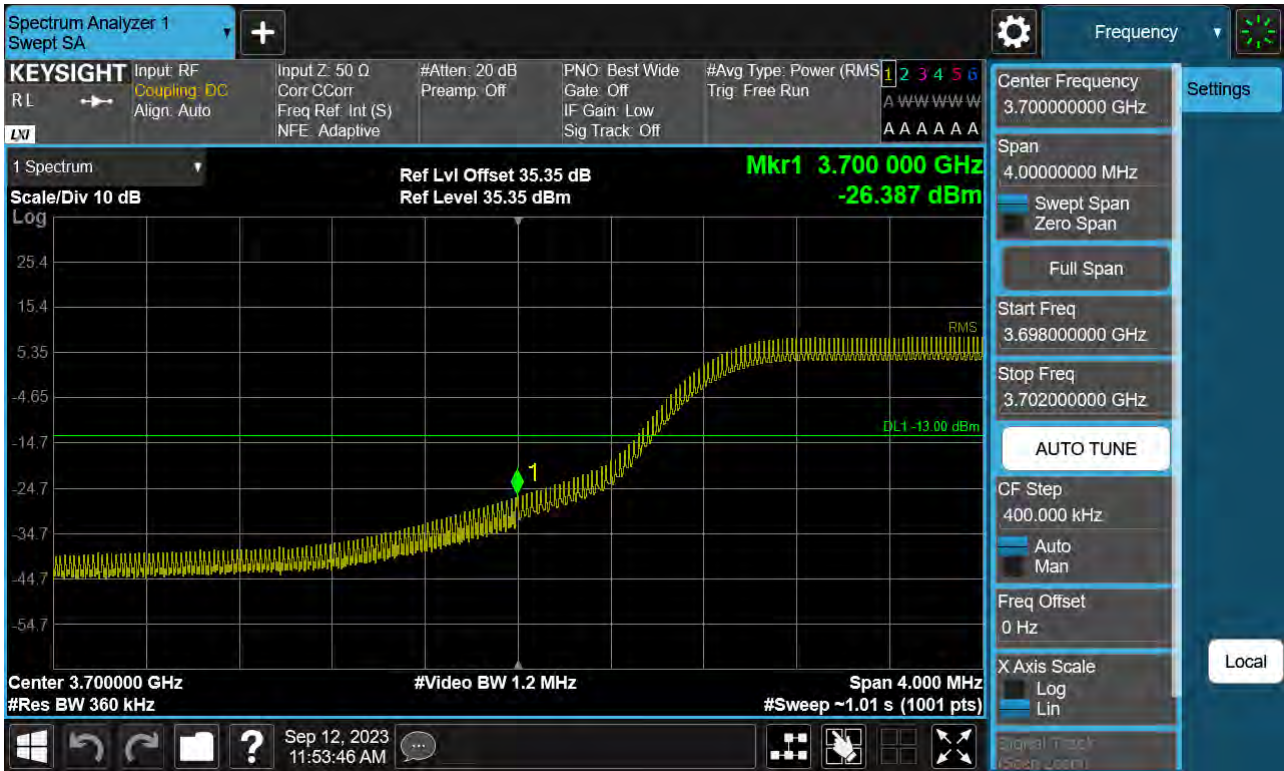 Spectrum Analyzer 1
Swept SA
Frequency
KEYSIGHT
RL
LXI
Input: RF
Coupling: DC
Align: Auto
Input Z: 50 Ω
Corr CCorr
Freq Ref: Int (S)
NFE: Adaptive
#Atten: 20 dB
Preamp: Off
PNO: Best Wide
Gate: Off
IF Gain: Low
Sig Track: Off
#Avg Type: Power (RMS
Trig: Free Run
1 2 3 4 5 6
A W W W W W
A A A A A A
1 Spectrum
Scale/Div 10 dB
Log
Ref Lvl Offset 35.35 dB
Ref Level 35.35 dBm
Mkr1 3.700 000 GHz
-26.387 dBm
25.4
15.4
5.35
-4.65
-14.7
-24.7
-34.7
-44.7
-54.7
RMS
DL1 -13.00 dBm
1
Center 3.700000 GHz
#Res BW 360 kHz
#Video BW 1.2 MHz
Span 4.000 MHz
#Sweep ~1.01 s (1001 pts)
Sep 12, 2023
11:53:46 AM
Center Frequency
3.700000000 GHz
Settings
Span
4.00000000 MHz
Swept Span
Zero Span
Full Span
Start Freq
3.698000000 GHz
Stop Freq
3.702000000 GHz
AUTO TUNE
CF Step
400.000 kHz
Auto
Man
Freq Offset
0 Hz
X Axis Scale
Log
Lin
Signal Track
(Span Zoom)
Local